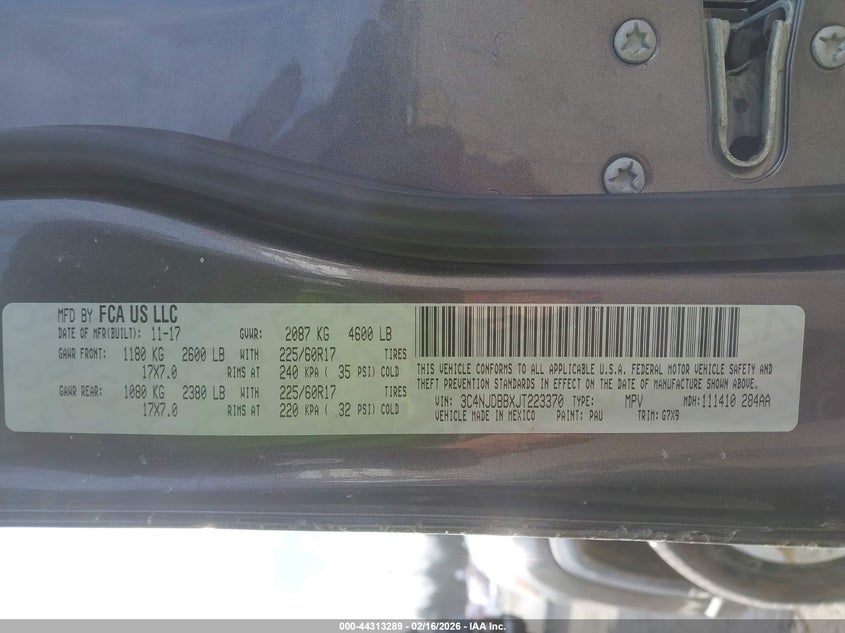 MFD BY FCA US LLC
DATE OF MFR(BUILT): 11-17 GVWR: 2087 KG 4600 LB
GAWR FRONT: 1180 KG 2600 LB WITH 225/60R17 TIRES
17X7.0 RIMS AT 240 KPA ( 35 PSI) COLD
GAWR REAR: 1080 KG 2380 LB WITH 225/60R17 TIRES
17X7.0 RIMS AT 220 KPA ( 32 PSI) COLD
THIS VEHICLE CONFORMS TO ALL APPLICABLE U.S.A. FEDERAL MOTOR VEHICLE SAFETY AND
THEFT PREVENTION STANDARDS IN EFFECT ON THE DATE OF MANUFACTURE SHOWN ABOVE.
VIN: 3C4NJDBBXJT223370 TYPE: MPV MDH: 111410 284AA
VEHICLE MADE IN MEXICO PAINT: PAU TRIM: G7X9
000-44313289 - 02/16/2026 - IAA Inc.